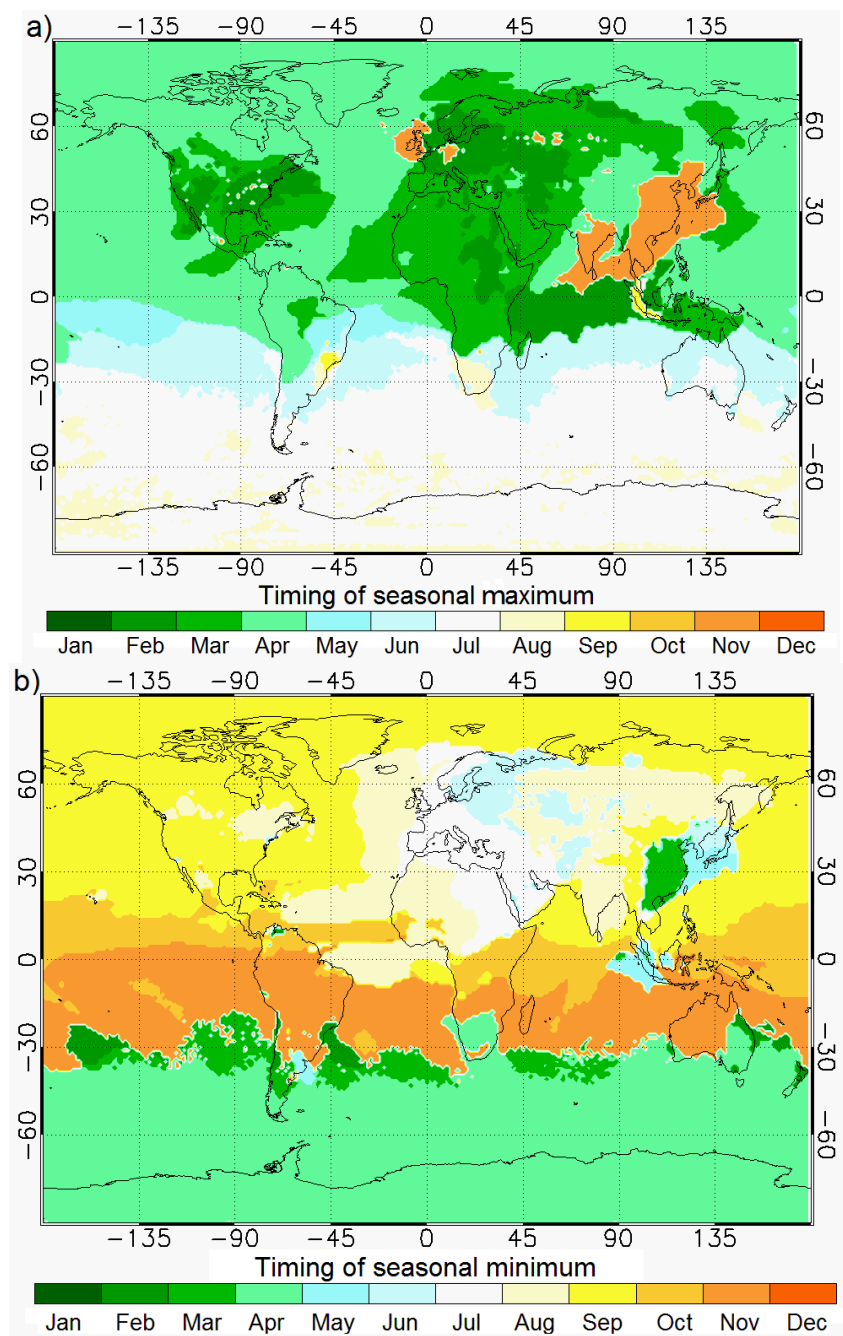 a)
−135 −90 −45 0 45 90 135
60 60
30 30
0 0
−30 −30
−60 −60
−135 −90 −45 0 45 90 135
Timing of seasonal maximum
Jan Feb Mar Apr May Jun Jul Aug Sep Oct Nov Dec
b)
−135 −90 −45 0 45 90 135
60 60
30 30
0 0
−30 −30
−60 −60
−135 −90 −45 0 45 90 135
Timing of seasonal minimum
Jan Feb Mar Apr May Jun Jul Aug Sep Oct Nov Dec